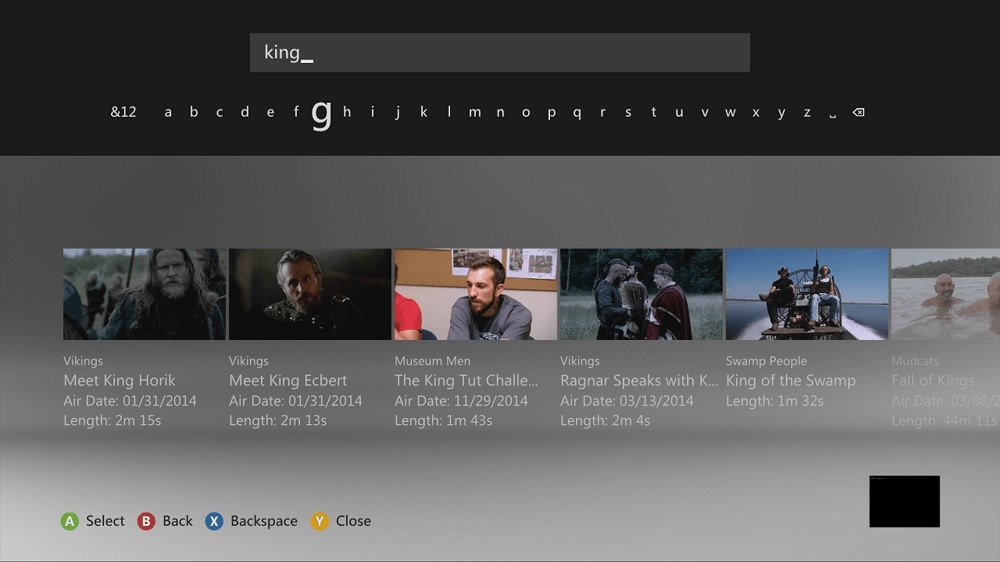 king_
&12 a b c d e f g h i j k l m n o p q r s t u v w x y z ␣ ⌫
Vikings
Meet King Horik
Air Date: 01/31/2014
Length: 2m 15s
Vikings
Meet King Ecbert
Air Date: 01/31/2014
Length: 2m 13s
Museum Men
The King Tut Challe...
Air Date: 11/29/2014
Length: 1m 43s
Vikings
Ragnar Speaks with K...
Air Date: 03/13/2014
Length: 2m 4s
Swamp People
King of the Swamp
Length: 1m 32s
Mudcats
Fall of Kings
Air Date: 03/08/2
Length: 44m 11s
A Select B Back X Backspace Y Close